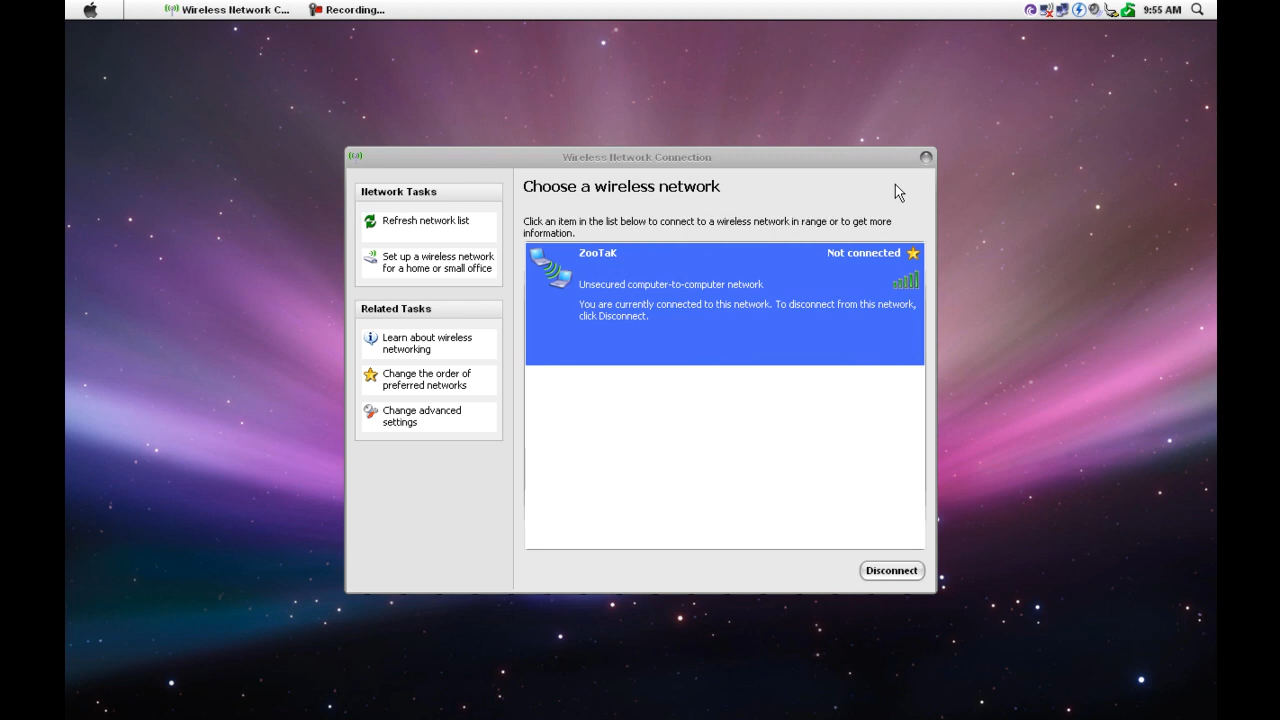 Wireless Network C... Recording... 9:55 AM
Wireless Network Connection
Network Tasks
Refresh network list
Set up a wireless network
for a home or small office
Related Tasks
Learn about wireless
networking
Change the order of
preferred networks
Change advanced
settings
Choose a wireless network
Click an item in the list below to connect to a wireless network in range or to get more
information.
ZooTaK Not connected
Unsecured computer-to-computer network
You are currently connected to this network. To disconnect from this network,
click Disconnect.
Disconnect